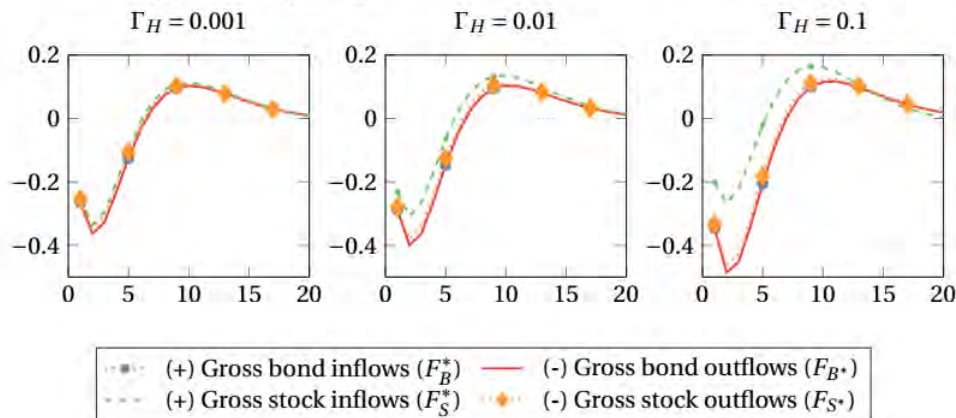 Γ_H = 0.001 Γ_H = 0.01 Γ_H = 0.1
0.2 0.2 0.2
0 0 0
−0.2 −0.2 −0.2
−0.4 −0.4 −0.4
0 5 10 15 20 0 5 10 15 20 0 5 10 15 20
(+) Gross bond inflows (F*_B) (-) Gross bond outflows (F_B*)
(+) Gross stock inflows (F*_S) (-) Gross stock outflows (F_S*)